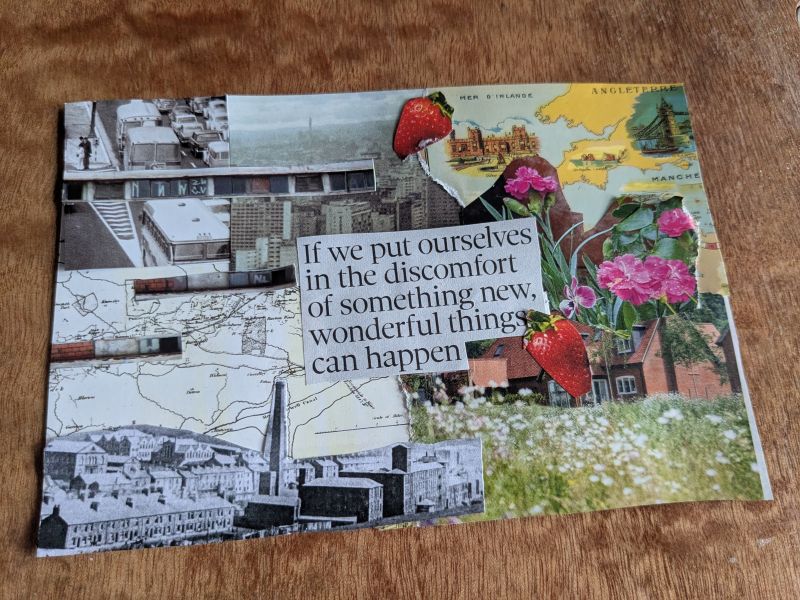 MER D'IRLANDE
ANGLETERRE
MANCHE
If we put ourselves
in the discomfort
of something new,
wonderful things
can happen